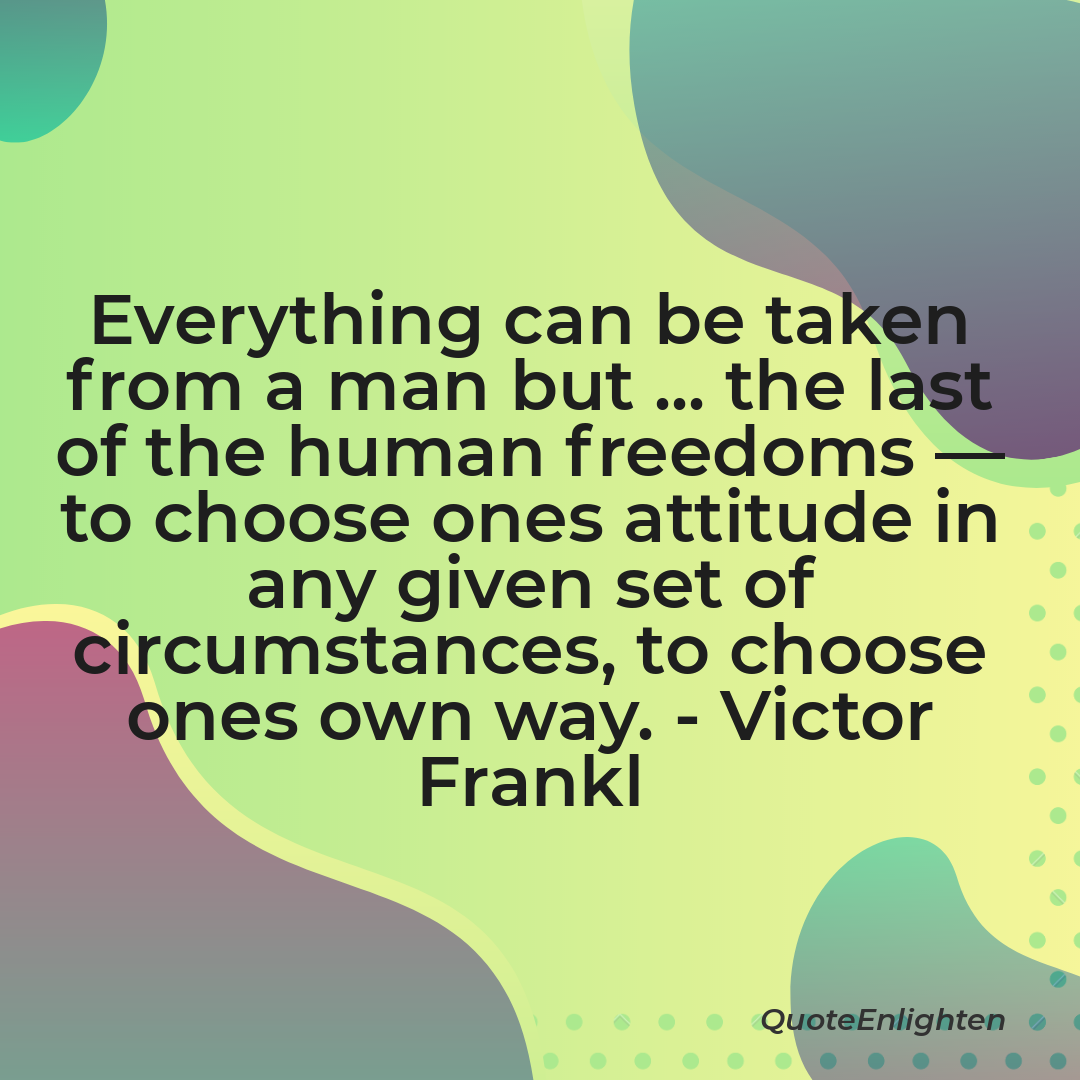 Everything can be taken
from a man but ... the last
of the human freedoms —
to choose ones attitude in
any given set of
circumstances, to choose
ones own way. - Victor
Frankl
QuoteEnlighten